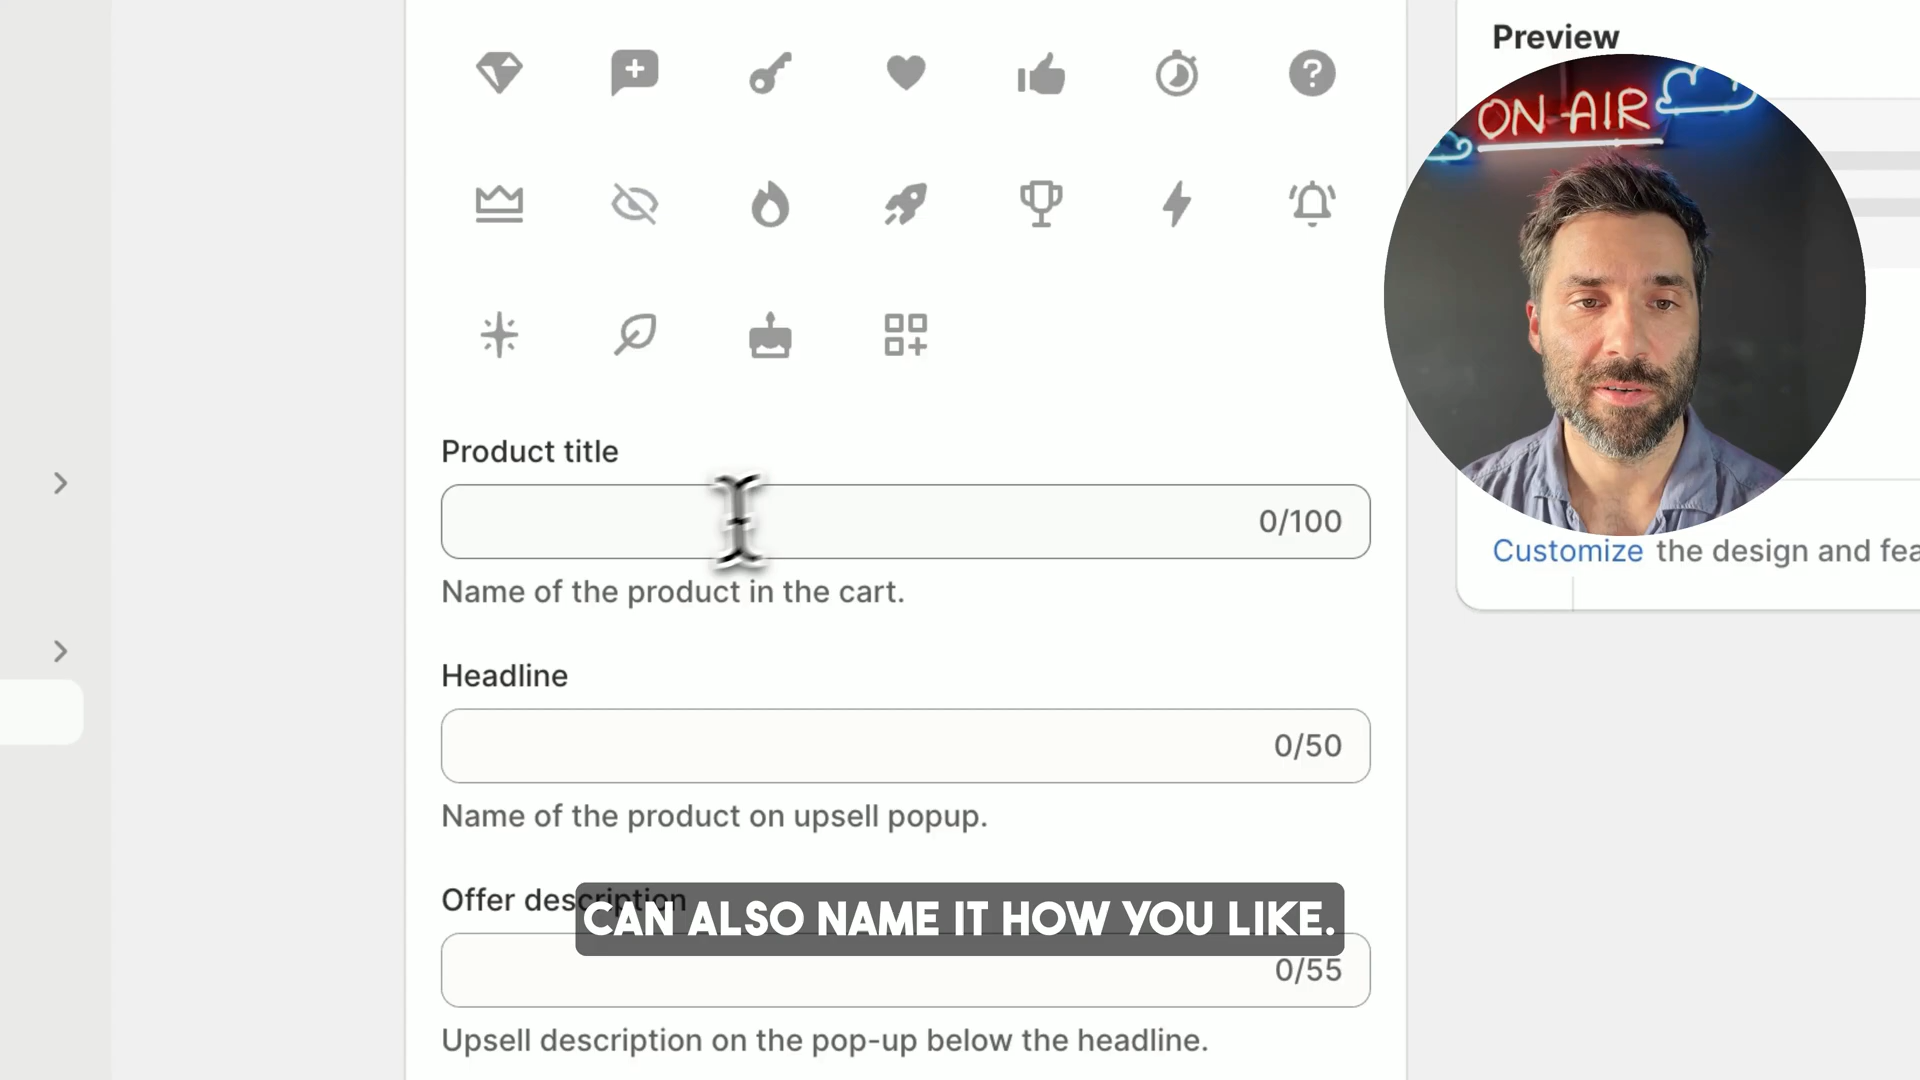 Preview
ON AIR
Product title
0/100
Name of the product in the cart.
Customize the design and fea
Headline
0/50
Name of the product on upsell popup.
Offer description
CAN ALSO NAME IT HOW YOU LIKE.
0/55
Upsell description on the pop-up below the headline.